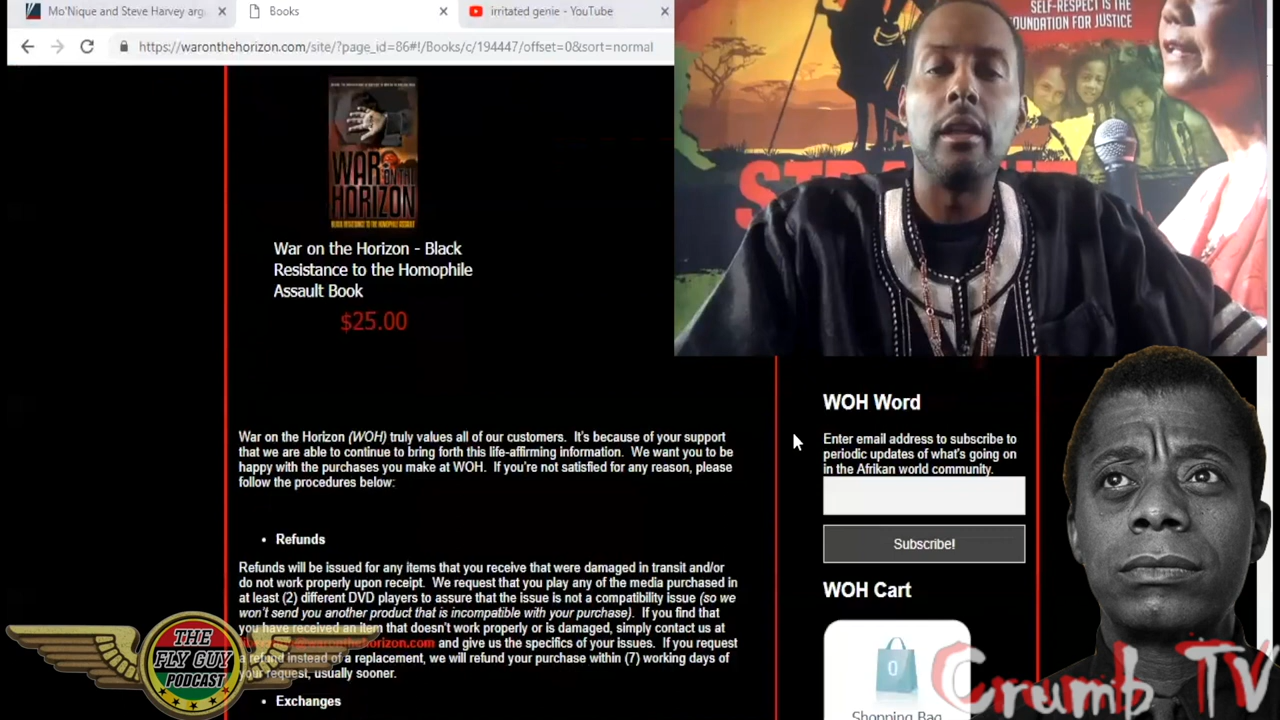 Mo'Nique and Steve Harvey arg
Books
irritated genie - YouTube
https://waronthehorizon.com/site/?page_id=86#!/Books/c/194447/offset=0&sort=normal
SELF-RESPECT IS THE
FOUNDATION FOR JUSTICE
WAR
ON THE
HORIZON
War on the Horizon - Black
Resistance to the Homophile
Assault Book
$25.00
War on the Horizon (WOH) truly values all of our customers. It's because of your support
that we are able to continue to bring forth this life-affirming information. We want you to be
happy with the purchases you make at WOH. If you're not satisfied for any reason, please
follow the procedures below:
• Refunds
Refunds will be issued for any items that you receive that were damaged in transit and/or
do not work properly upon receipt. We request that you play any of the media purchased in
at least (2) different DVD players to assure that the issue is not a compatibility issue (so we
won't send you another product that is incompatible with your purchase). If you find that
you have received an item that doesn't work properly or is damaged, simply contact us at
@waronthehorizon.com and give us the specifics of your issues. If you request
a refund instead of a replacement, we will refund your purchase within (7) working days of
your request, usually sooner.
• Exchanges
WOH Word
Enter email address to subscribe to
periodic updates of what's going on
in the Afrikan world community.
Subscribe!
WOH Cart
0
Shopping Bag
THE
FLY GUY
PODCAST
Crumb TV